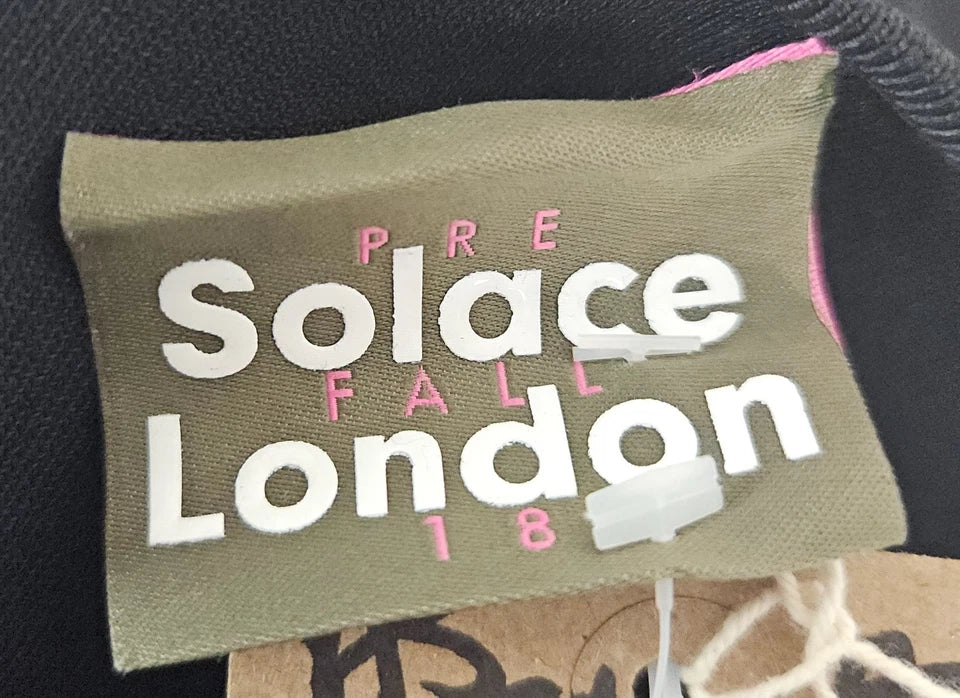 PRE
Solace
FALL
London
18